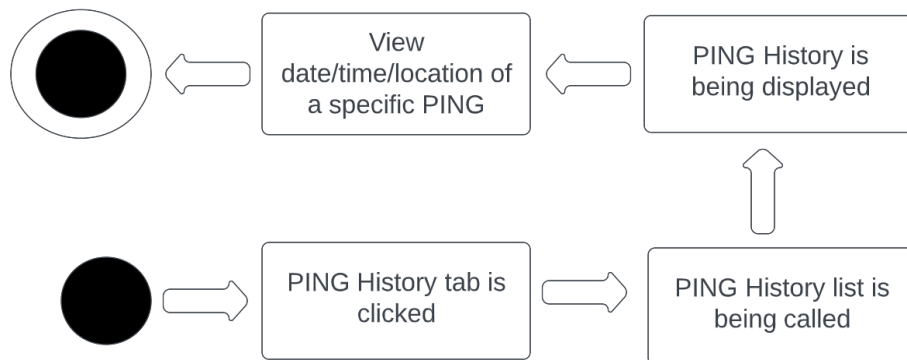 View
date/time/location of
a specific PING
PING History is
being displayed
PING History tab is
clicked
PING History list is
being called